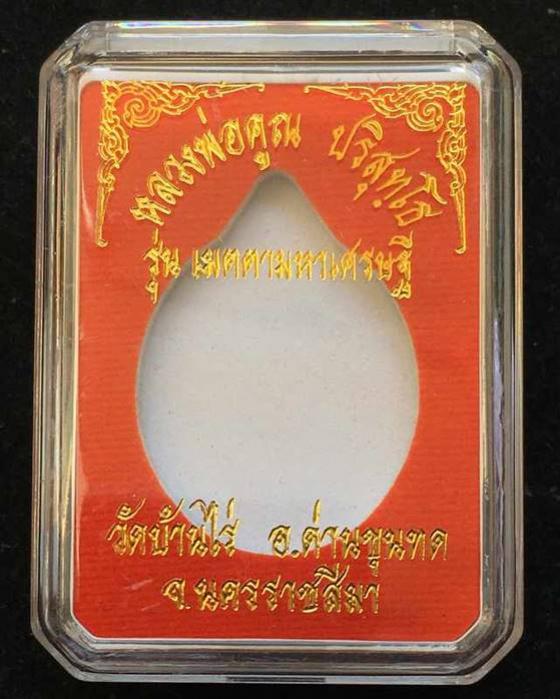 หลวงพ่อคูณ ปริสุทฺโธ
รุ่น เมตตามหาเศรษฐี
วัดบ้านไร่ อ.ด่านขุนทด
จ.นครราชสีมา